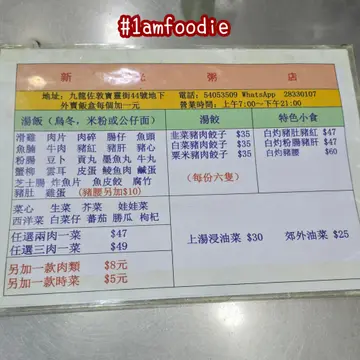 #1amfoodie
新 粥 店
地址：九龍佐敦寶靈街44號地下
電話：54053509 WhatsApp 28330107
外賣飯盒每個加一元
營業時間：上午7:00～下午21:00
湯飯（烏冬，米粉或公仔面）
滑雞 肉片 肉碎 腸仔 魚頭
魚腩 牛肉 豬紅 豬肝 豬心
粉腸 豆卜 貢丸 墨魚丸 牛丸
蟹柳 雲耳 皮旦 鯪魚肉 鹹蛋
芝士腸 炸魚片 魚皮餃 腐竹
豬肚 雞蛋 （豬腰另加$10）
湯餃
韭菜豬肉餃子 $35
白菜豬肉餃子 $35
粟米豬肉餃子 $35
（每份六隻）
特色小食
白灼豬肚豬紅 $47
白灼粉腸豬肝 $47
白灼豬腰 $60
菜心 生菜 芥菜 娃娃菜
西洋菜 白菜仔 蕃茄 勝瓜 枸杞
任選兩肉一菜 $47
任選三肉一菜 $49
另加一款肉類 $8元
另加一款時菜 $5元
上湯浸油菜 $30
郊外油菜 $25